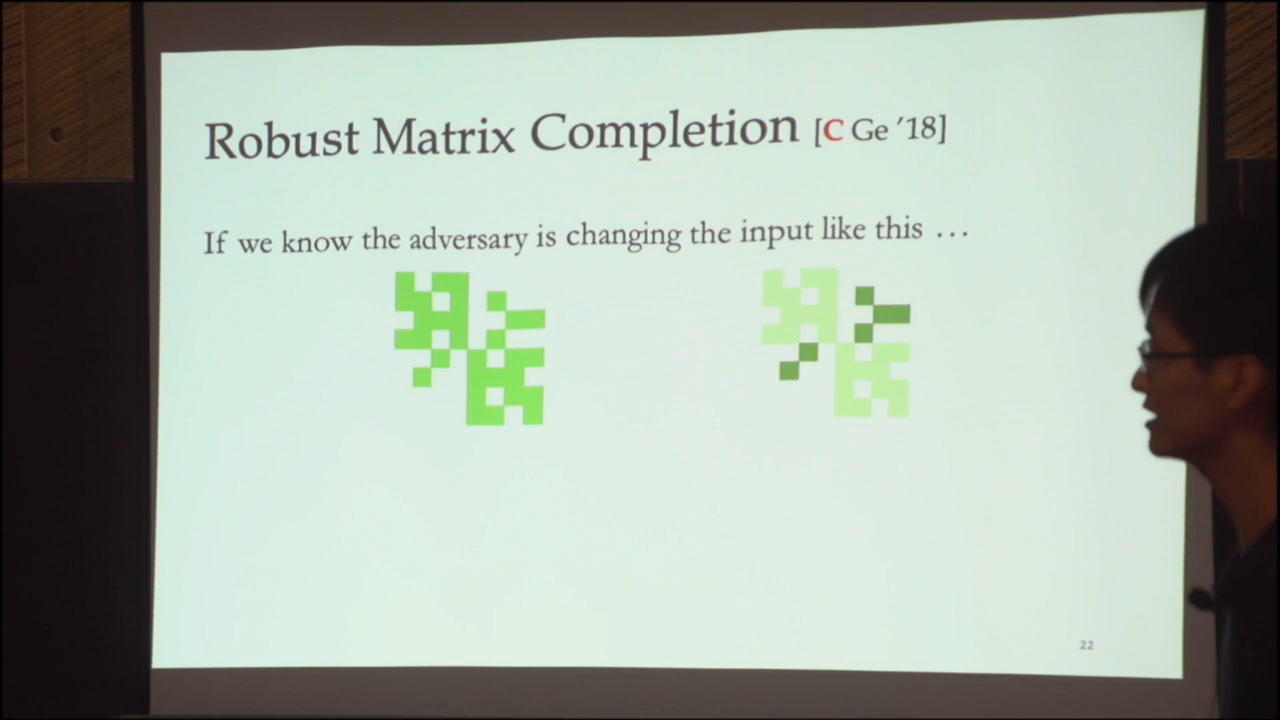 Robust Matrix Completion [C Ge '18]
If we know the adversary is changing the input like this …
22